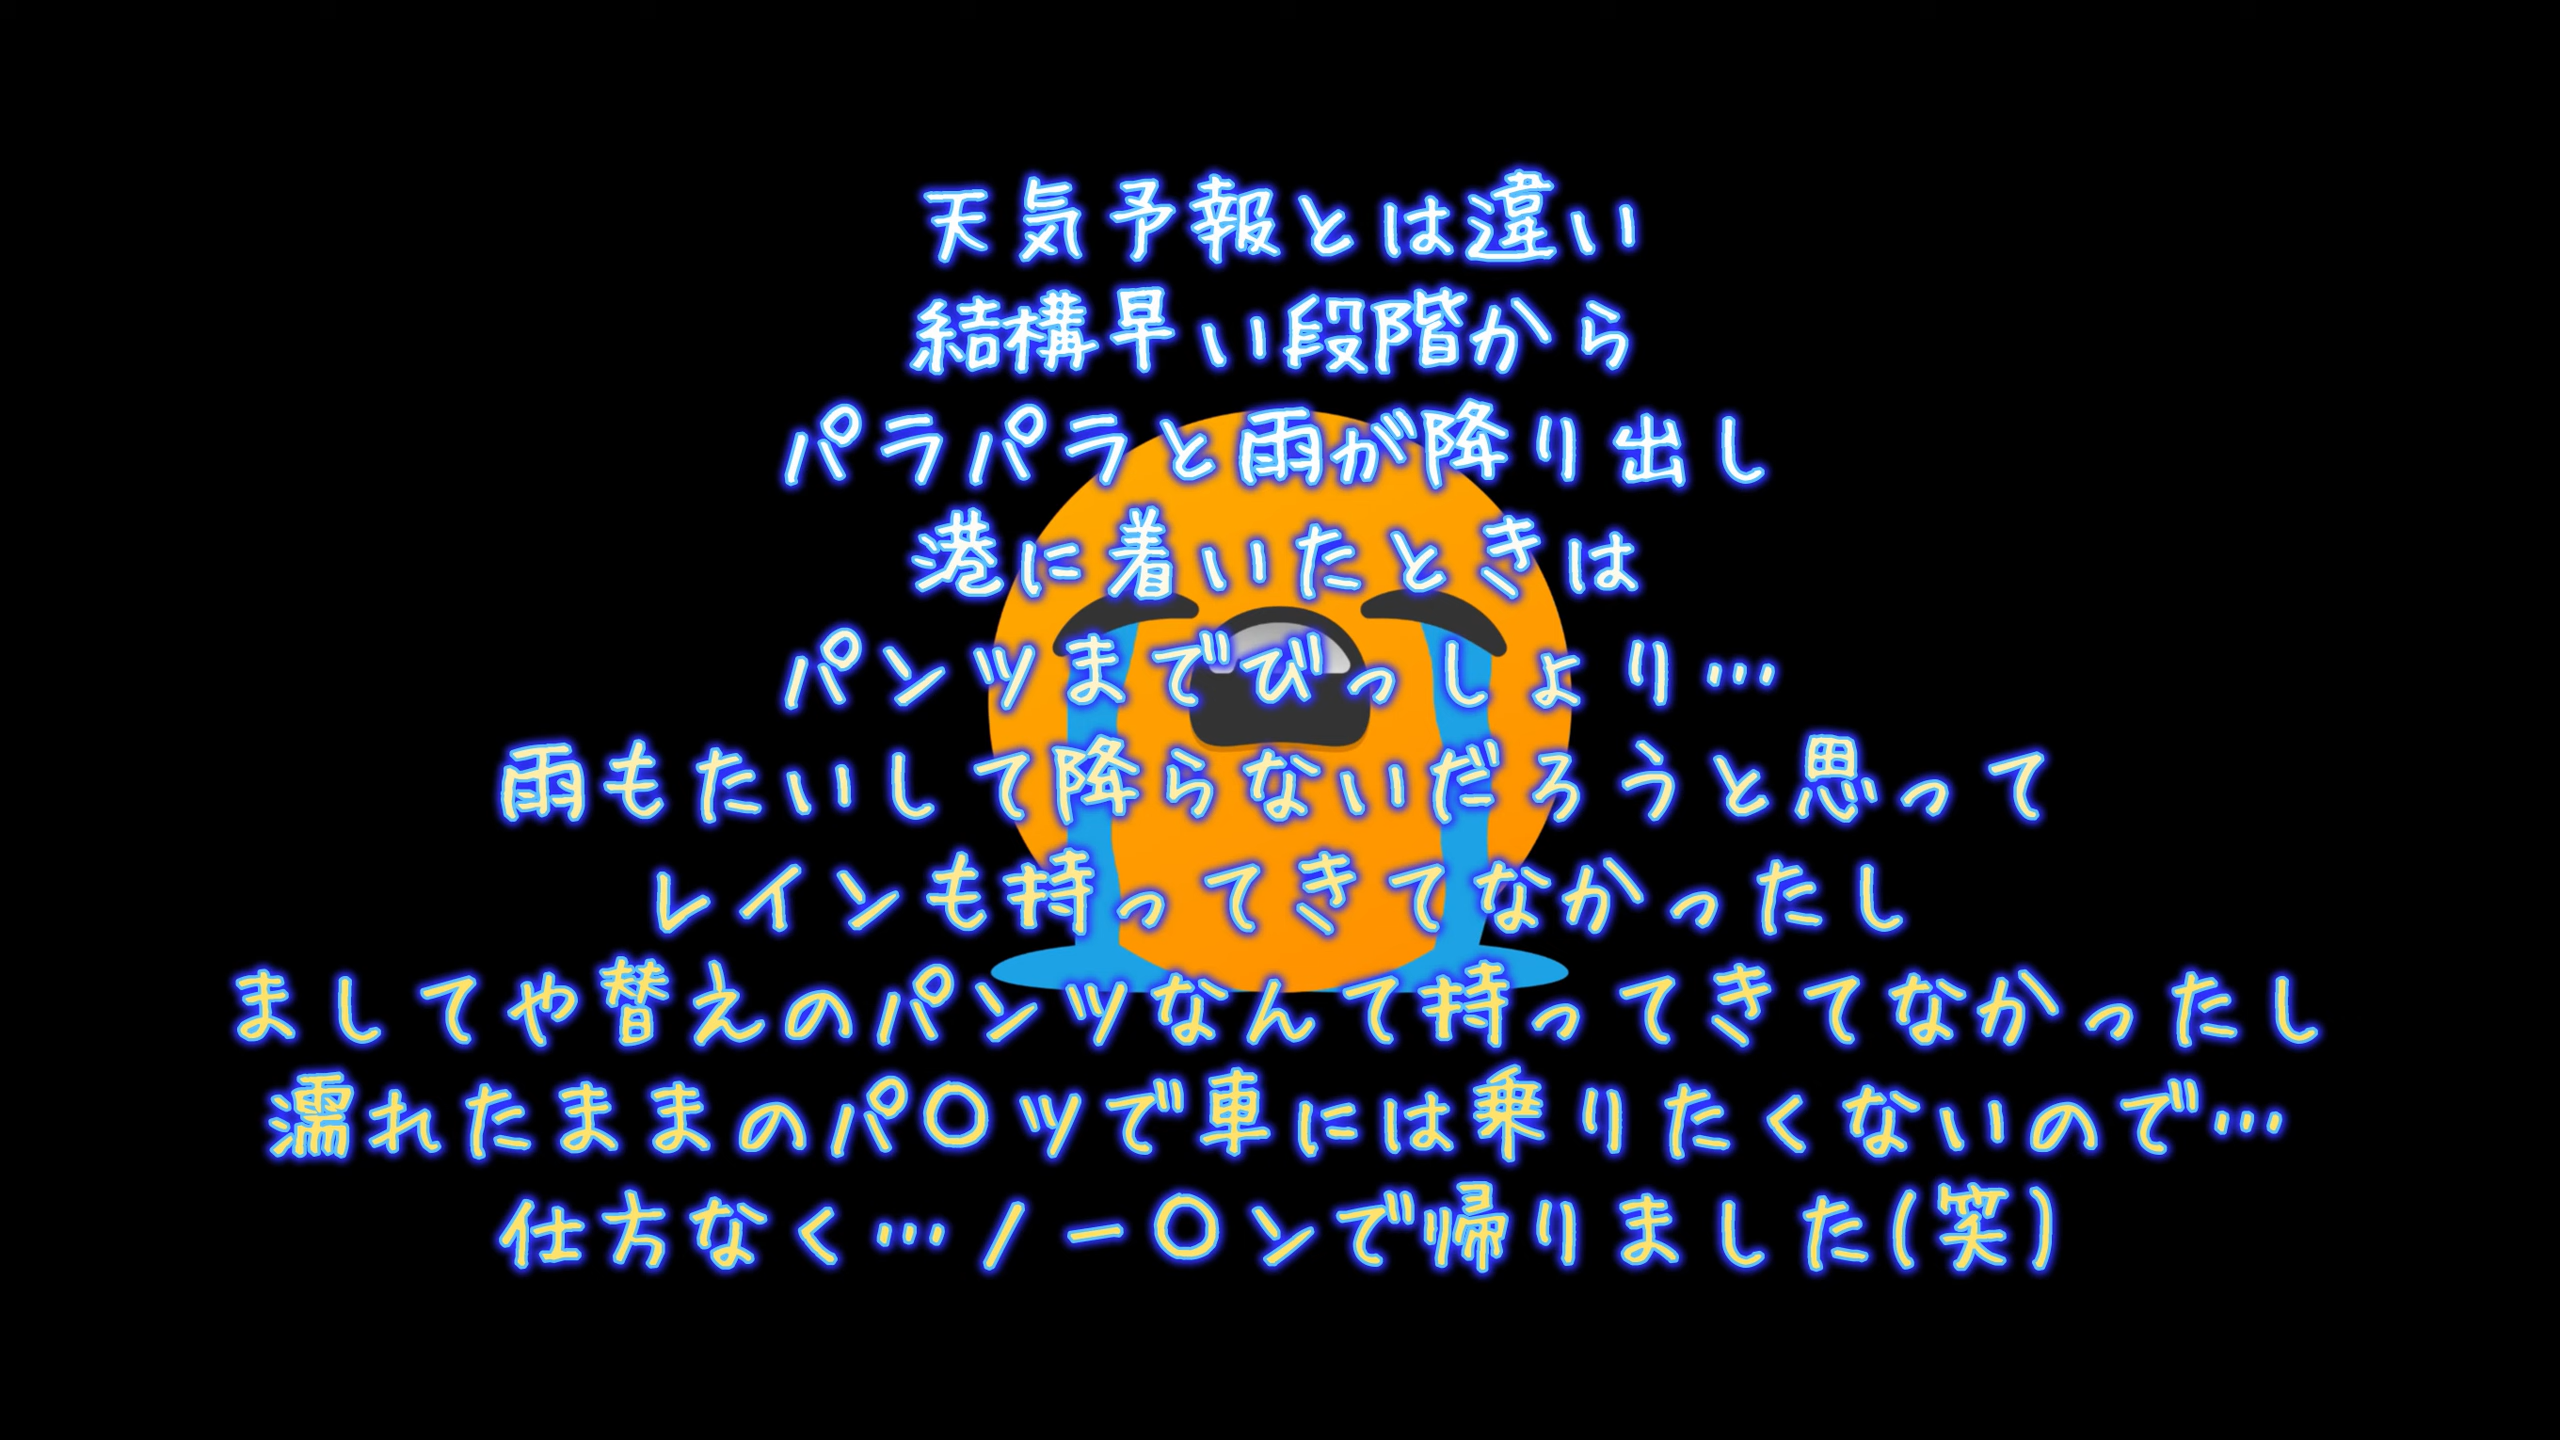 天気予報とは違い
結構早い段階から
パラパラと雨が降り出し
港に着いたときは
パンツまでびっしょり…
雨もたいして降らないだろうと思って
レインも持ってきてなかったし
ましてや替えのパンツなんて持ってきてなかったし
濡れたままのパ〇ツで車には乗りたくないので…
仕方なく…ノー〇ンで帰りました(笑)